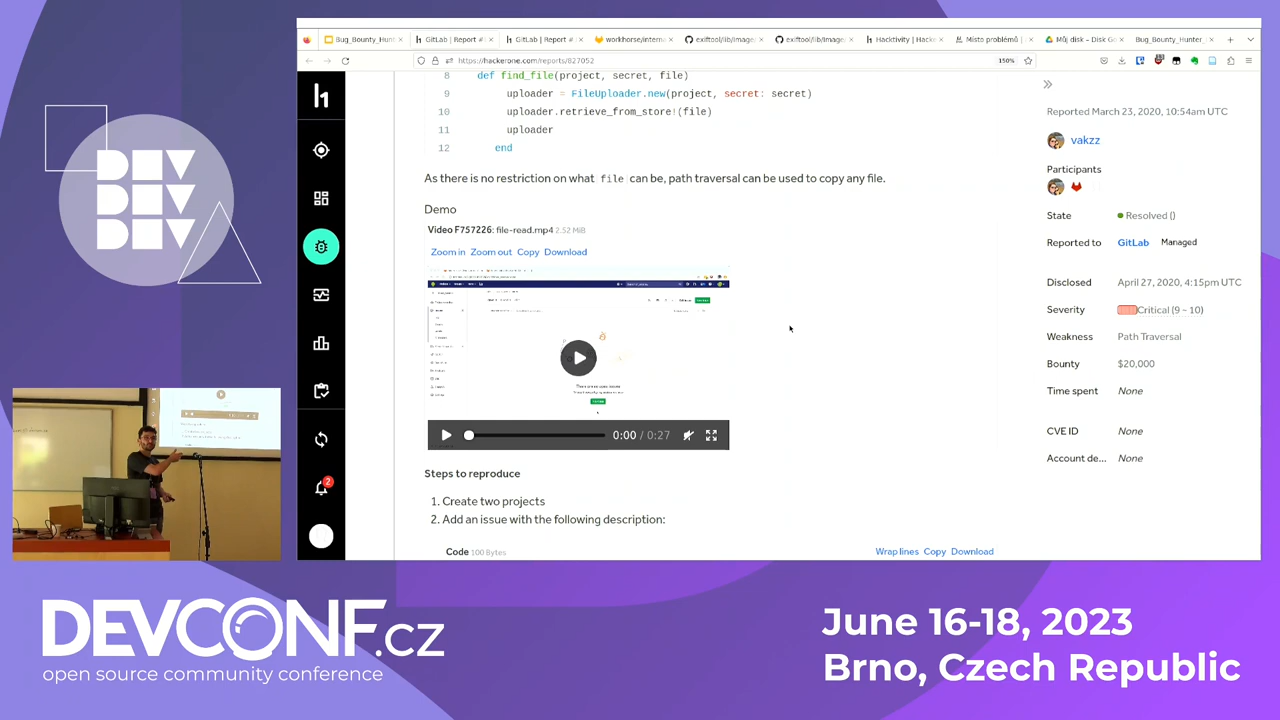 Bug_Bounty_Hunt
GitLab | Report #
GitLab | Report #
workhorse/interna
exiftool/lib/Image
exiftool/lib/Image
Hacktivity | Hacke
Místo problémů
Můj disk – Disk Go
Bug_Bounty_Hunter
https://hackerone.com/reports/827052
150%
8 def find_file(project, secret, file)
9 uploader = FileUploader.new(project, secret: secret)
10 uploader.retrieve_from_store!(file)
11 uploader
12 end
As there is no restriction on what file can be, path traversal can be used to copy any file.
Demo
Video F757226: file-read.mp4 2.52 MiB
Zoom in Zoom out Copy Download
0:00 / 0:27
Steps to reproduce
1. Create two projects
2. Add an issue with the following description:
Code 100 Bytes
Wrap lines Copy Download
Reported March 23, 2020, 10:54am UTC
vakzz
Participants
State Resolved ()
Reported to GitLab Managed
Disclosed April 27, 2020, 4:15pm UTC
Severity Critical (9 ~ 10)
Weakness Path Traversal
Bounty $20,000
Time spent None
CVE ID None
Account de... None
2
DEV
DEV
DEV
DEVCONF.cz
open source community conference
June 16-18, 2023
Brno, Czech Republic